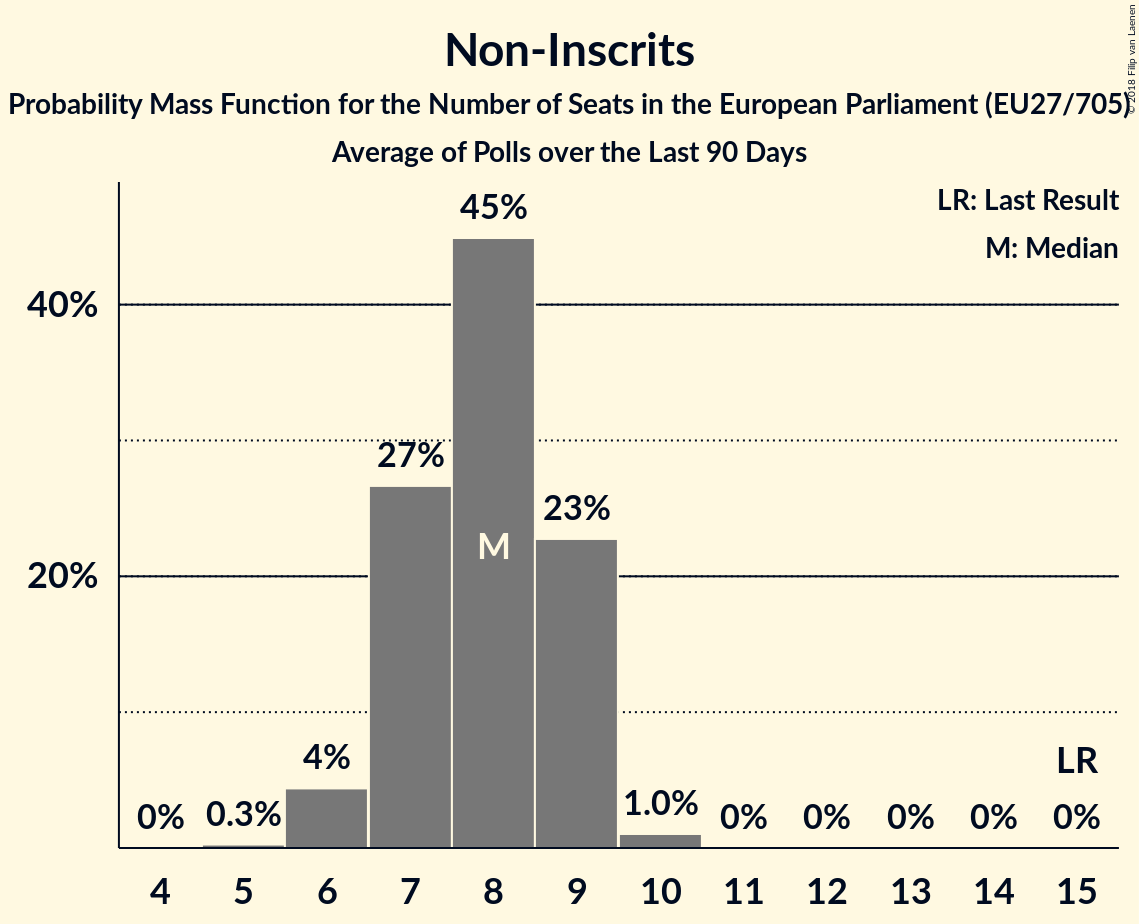 Non-Inscrits
Probability Mass Function for the Number of Seats in the European Parliament (EU27/705)
Average of Polls over the Last 90 Days
© 2018 Filip van Laenen
LR: Last Result
M: Median
40%
20%
0%
0.3%
4%
27%
45%
M
23%
1.0%
0%
0%
0%
0%
LR
0%
4 5 6 7 8 9 10 11 12 13 14 15